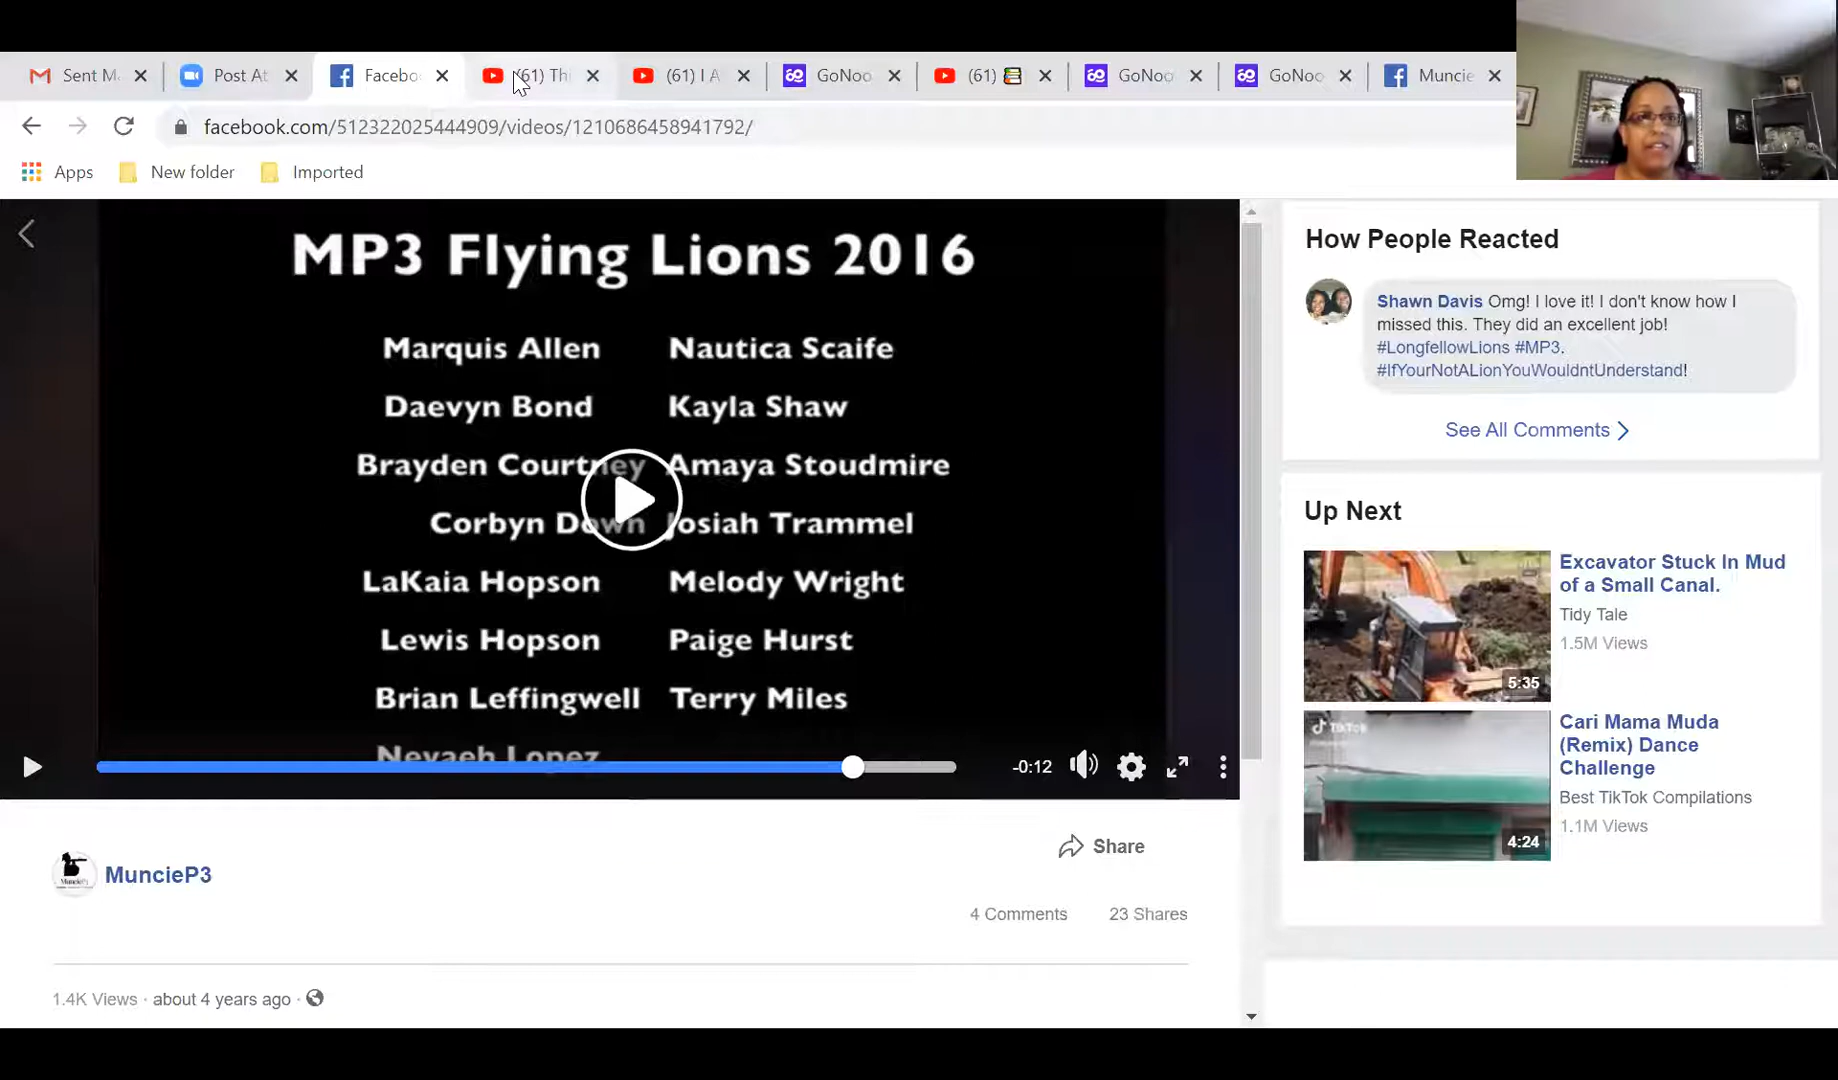 Sent M
Post At
Facebo
(61) Thi
(61) I A
GoNoo
(61)
GoNoo
GoNoo
Muncie
facebook.com/512322025444909/videos/1210686458941792/
Apps
New folder
Imported
MP3 Flying Lions 2016
Marquis Allen
Nautica Scaife
Daevyn Bond
Kayla Shaw
Brayden Courtney
Amaya Stoudmire
Corbyn Down
Josiah Trammel
LaKaia Hopson
Melody Wright
Lewis Hopson
Paige Hurst
Brian Leffingwell
Terry Miles
Nevaeh Lopez
-0:12
MuncieP3
Share
4 Comments
23 Shares
1.4K Views · about 4 years ago ·
How People Reacted
Shawn Davis Omg! I love it! I don't know how I
missed this. They did an excellent job!
#LongfellowLions #MP3.
#IfYourNotALionYouWouldntUnderstand!
See All Comments
Up Next
5:35
Excavator Stuck In Mud
of a Small Canal.
Tidy Tale
1.5M Views
TikTok
4:24
Cari Mama Muda
(Remix) Dance
Challenge
Best TikTok Compilations
1.1M Views